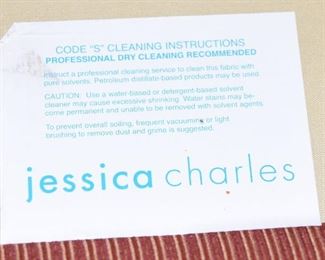 CODE "S" CLEANING INSTRUCTIONS
PROFESSIONAL DRY CLEANING RECOMMENDED
Instruct a professional cleaning service to clean this fabric with
pure solvents. Petroleum distillate-based products may be used.
CAUTION: Use a water-based or detergent-based solvent
cleaner may cause excessive shrinking. Water stains may be-
come permanent and unable to be removed with solvent agents.
To prevent overall soiling, frequent vacuuming or light
brushing to remove dust and grime is suggested.
jessica charles